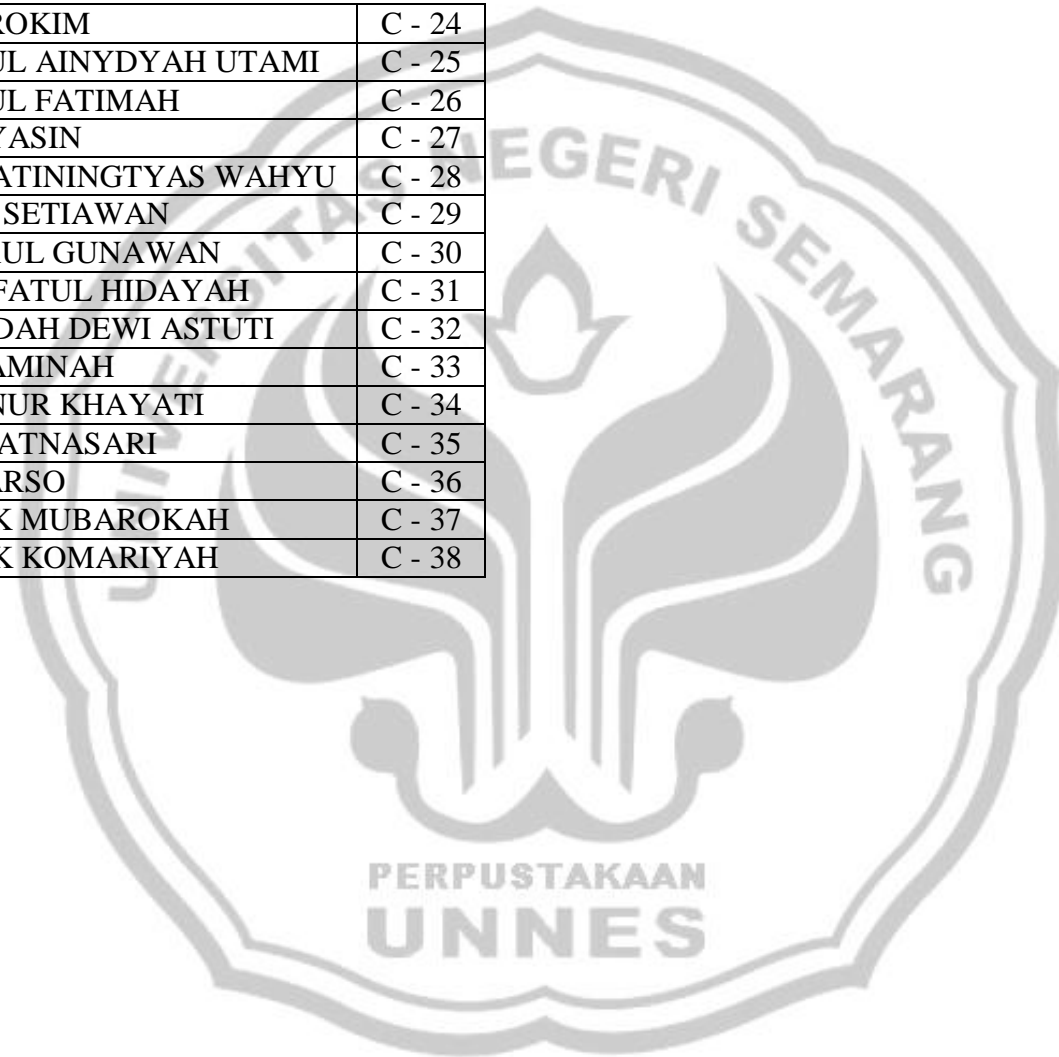 ROKIM C - 24
UL AINYDYAH UTAMI C - 25
UL FATIMAH C - 26
YASIN C - 27
ATININGTYAS WAHYU C - 28
SETIAWAN C - 29
UL GUNAWAN C - 30
FATUL HIDAYAH C - 31
DAH DEWI ASTUTI C - 32
AMINAH C - 33
NUR KHAYATI C - 34
ATNASARI C - 35
ARSO C - 36
K MUBAROKAH C - 37
K KOMARIYAH C - 38
UNIVERSITAS NEGERI SEMARANG
PERPUSTAKAAN
UNNES